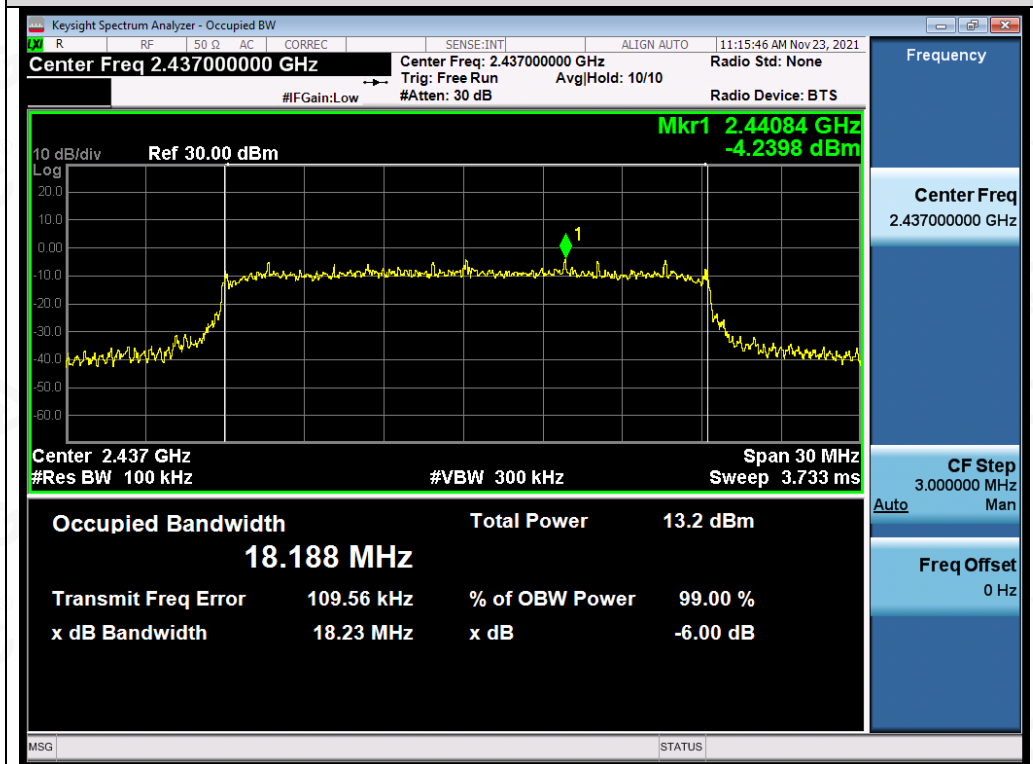 Keysight Spectrum Analyzer - Occupied BW
LXI R RF 50 Ω AC CORREC SENSE:INT ALIGN AUTO 11:15:46 AM Nov 23, 2021
Center Freq 2.437000000 GHz Center Freq: 2.437000000 GHz Radio Std: None
Trig: Free Run Avg|Hold: 10/10
#IFGain:Low #Atten: 30 dB Radio Device: BTS
Mkr1 2.44084 GHz
10 dB/div Ref 30.00 dBm -4.2398 dBm
Log
20.0
10.0
0.00
1
-10.0
-20.0
-30.0
-40.0
-50.0
-60.0
Center 2.437 GHz Span 30 MHz
#Res BW 100 kHz #VBW 300 kHz Sweep 3.733 ms
Occupied Bandwidth Total Power 13.2 dBm
18.188 MHz
Transmit Freq Error 109.56 kHz % of OBW Power 99.00 %
x dB Bandwidth 18.23 MHz x dB -6.00 dB
MSG STATUS
Frequency
Center Freq
2.437000000 GHz
CF Step
3.000000 MHz
Auto Man
Freq Offset
0 Hz